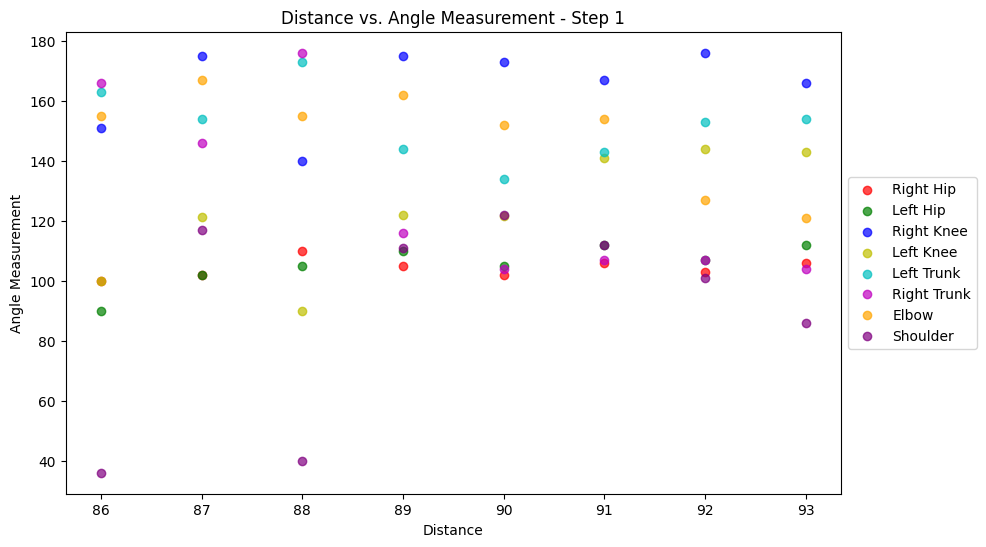 Distance vs. Angle Measurement - Step 1
180
160
140
120
100
80
60
40
Angle Measurement
86 87 88 89 90 91 92 93
Distance
Right Hip
Left Hip
Right Knee
Left Knee
Left Trunk
Right Trunk
Elbow
Shoulder